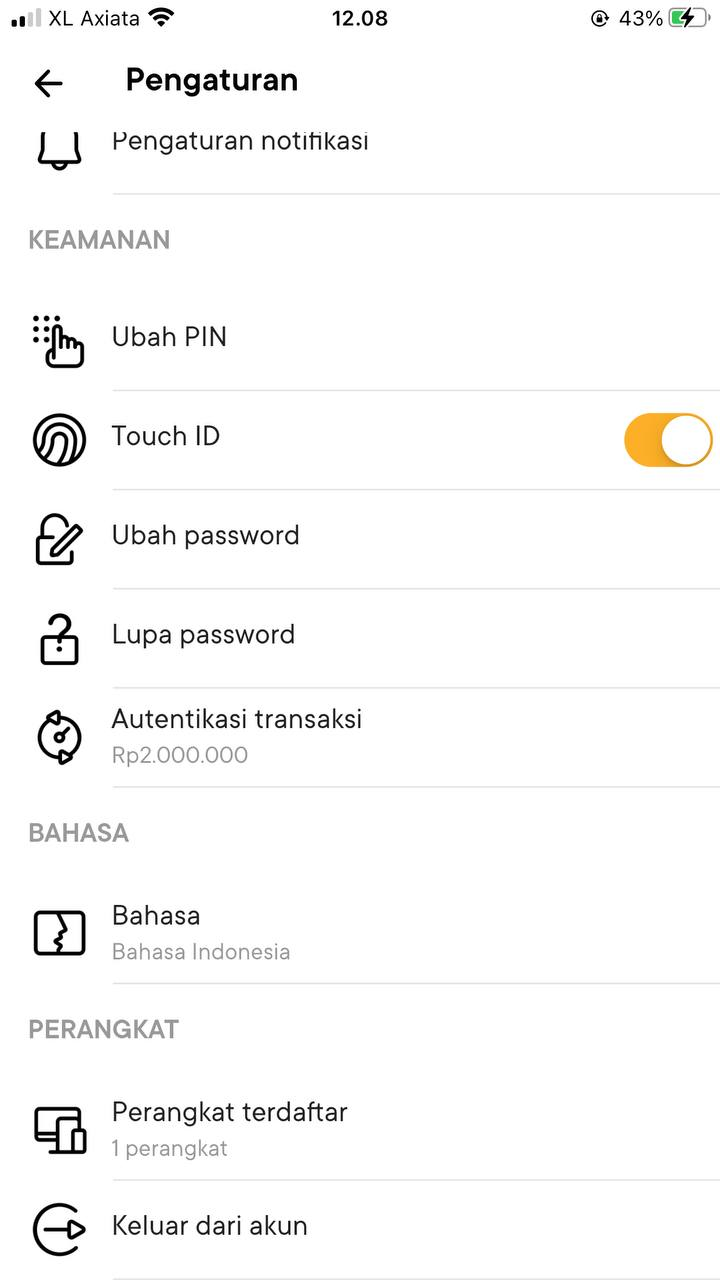 XL Axiata 12.08 43%
Pengaturan
Pengaturan notifikasi
KEAMANAN
Ubah PIN
Touch ID
Ubah password
Lupa password
Autentikasi transaksi
Rp2.000.000
BAHASA
Bahasa
Bahasa Indonesia
PERANGKAT
Perangkat terdaftar
1 perangkat
Keluar dari akun